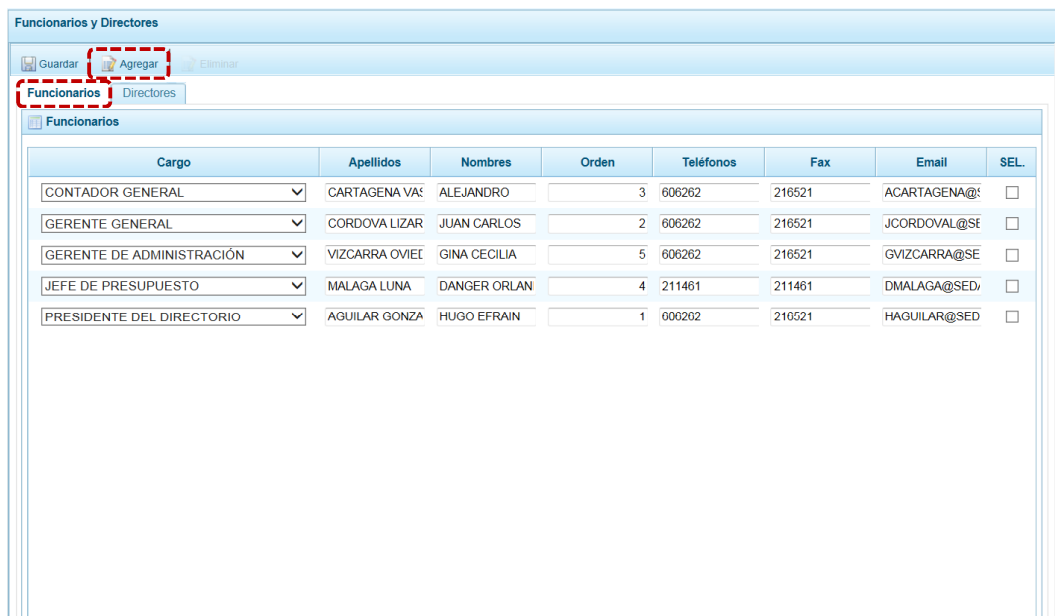 Funcionarios y Directores
Guardar Agregar Eliminar
Funcionarios Directores
Funcionarios
Cargo Apellidos Nombres Orden Teléfonos Fax Email SEL.
CONTADOR GENERAL CARTAGENA VAS ALEJANDRO 3 606262 216521 ACARTAGENA@S
GERENTE GENERAL CORDOVA LIZAR JUAN CARLOS 2 606262 216521 JCORDOVAL@SE
GERENTE DE ADMINISTRACIÓN VIZCARRA OVIED GINA CECILIA 5 606262 216521 GVIZCARRA@SE
JEFE DE PRESUPUESTO MALAGA LUNA DANGER ORLAN 4 211461 211461 DMALAGA@SEDA
PRESIDENTE DEL DIRECTORIO AGUILAR GONZA HUGO EFRAIN 1 606262 216521 HAGUILAR@SED